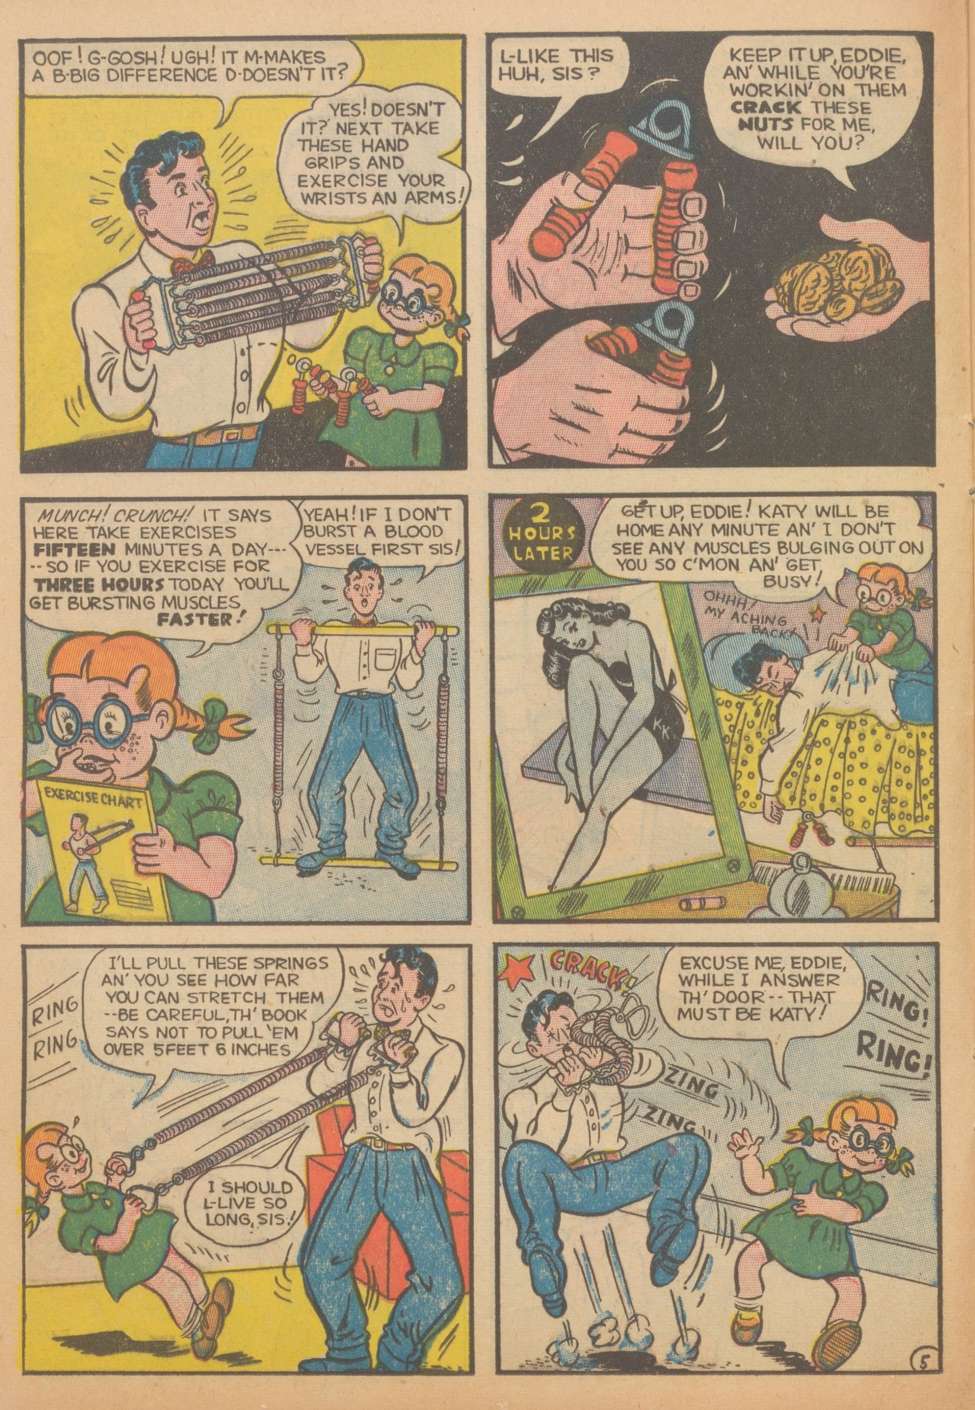 OOF! G-GOSH! UGH! IT M-MAKES
A B-BIG DIFFERENCE D-DOESN'T IT?
YES! DOESN'T
IT? NEXT TAKE
THESE HAND
GRIPS AND
EXERCISE YOUR
WRISTS AN ARMS!
L-LIKE THIS
HUH, SIS?
KEEP IT UP, EDDIE,
AN' WHILE YOU'RE
WORKIN' ON THEM
CRACK THESE
NUTS FOR ME,
WILL YOU?
MUNCH! CRUNCH! IT SAYS
HERE TAKE EXERCISES
FIFTEEN MINUTES A DAY---
--SO IF YOU EXERCISE FOR
THREE HOURS TODAY YOU'LL
GET BURSTING MUSCLES,
FASTER!
YEAH! IF I DON'T
BURST A BLOOD
VESSEL FIRST SIS!
EXERCISE CHART
2
HOURS
LATER
GET UP, EDDIE! KATY WILL BE
HOME ANY MINUTE AN' I DON'T
SEE ANY MUSCLES BULGING OUT ON
YOU SO C'MON AN' GET
BUSY!
OHHH!
MY ACHING
BACK!
K.K.
RING
RING
I'LL PULL THESE SPRINGS
AN' YOU SEE HOW FAR
YOU CAN STRETCH THEM
--BE CAREFUL, TH' BOOK
SAYS NOT TO PULL 'EM
OVER 5 FEET 6 INCHES
I SHOULD
L-LIVE SO
LONG, SIS!
CRACK!
EXCUSE ME, EDDIE,
WHILE I ANSWER
TH' DOOR-- THAT
MUST BE KATY!
RING!
RING!
ZING
ZING
5